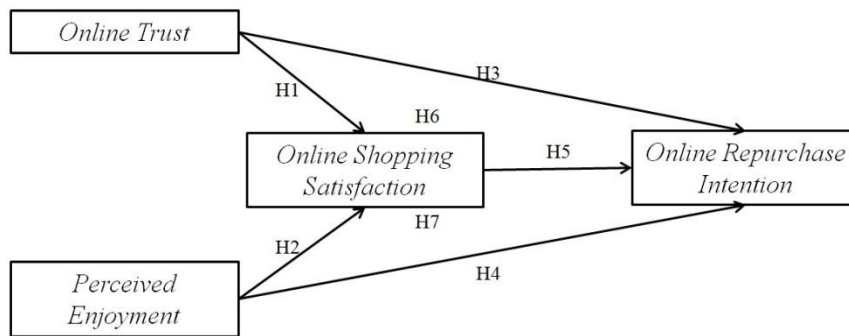 Online Trust
H3
H1
H6
Online Shopping
Satisfaction
H5
Online Repurchase
Intention
H7
H2
H4
Perceived
Enjoyment